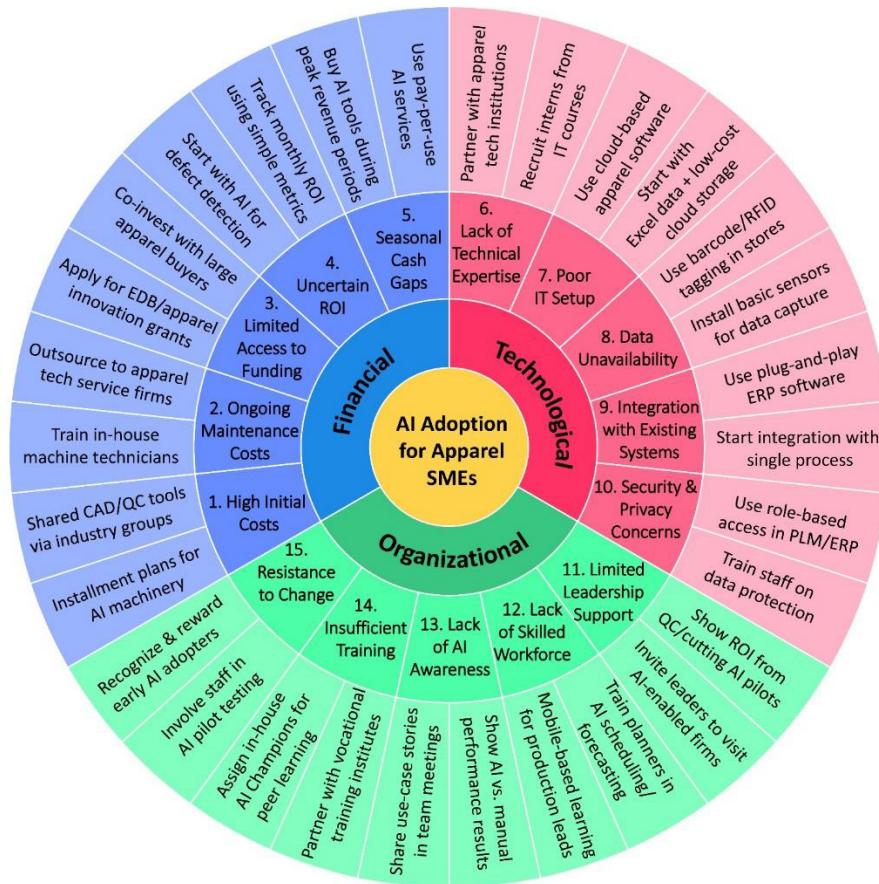 AI Adoption
for Apparel
SMEs
Financial
Technological
Organizational
1. High Initial
Costs
2. Ongoing
Maintenance
Costs
3.
Limited
Access to
Funding
4.
Uncertain
ROI
5.
Seasonal
Cash
Gaps
6.
Lack of
Technical
Expertise
7. Poor
IT Setup
8. Data
Unavailability
9. Integration
with Existing
Systems
10. Security &
Privacy
Concerns
11. Limited
Leadership
Support
12. Lack
of Skilled
Workforce
13. Lack
of AI
Awareness
14.
Insufficient
Training
15.
Resistance
to Change
Installment plans for
AI machinery
Shared CAD/QC tools
via industry groups
Train in-house
machine technicians
Outsource to apparel
tech service firms
Apply for EDB/apparel
innovation grants
Co-invest with large
apparel buyers
Start with AI for
defect detection
Track monthly ROI
using simple metrics
Buy AI tools during
peak revenue periods
Use pay-per-use
AI services
Partner with apparel
tech institutions
Recruit interns from
IT courses
Use cloud-based
apparel software
Start with
Excel data + low-cost
cloud storage
Use barcode/RFID
tagging in stores
Install basic sensors
for data capture
Use plug-and-play
ERP software
Start integration with
single process
Use role-based
access in PLM/ERP
Train staff on
data protection
Show ROI from
QC/cutting AI pilots
Invite leaders to visit
AI-enabled firms
Train planners in
AI scheduling/
forecasting
Mobile-based learning
for production leads
Show AI vs. manual
performance results
Share use-case stories
in team meetings
Partner with vocational
training institutes
Assign in-house
AI Champions for
peer learning
Involve staff in
AI pilot testing
Recognize & reward
early AI adopters